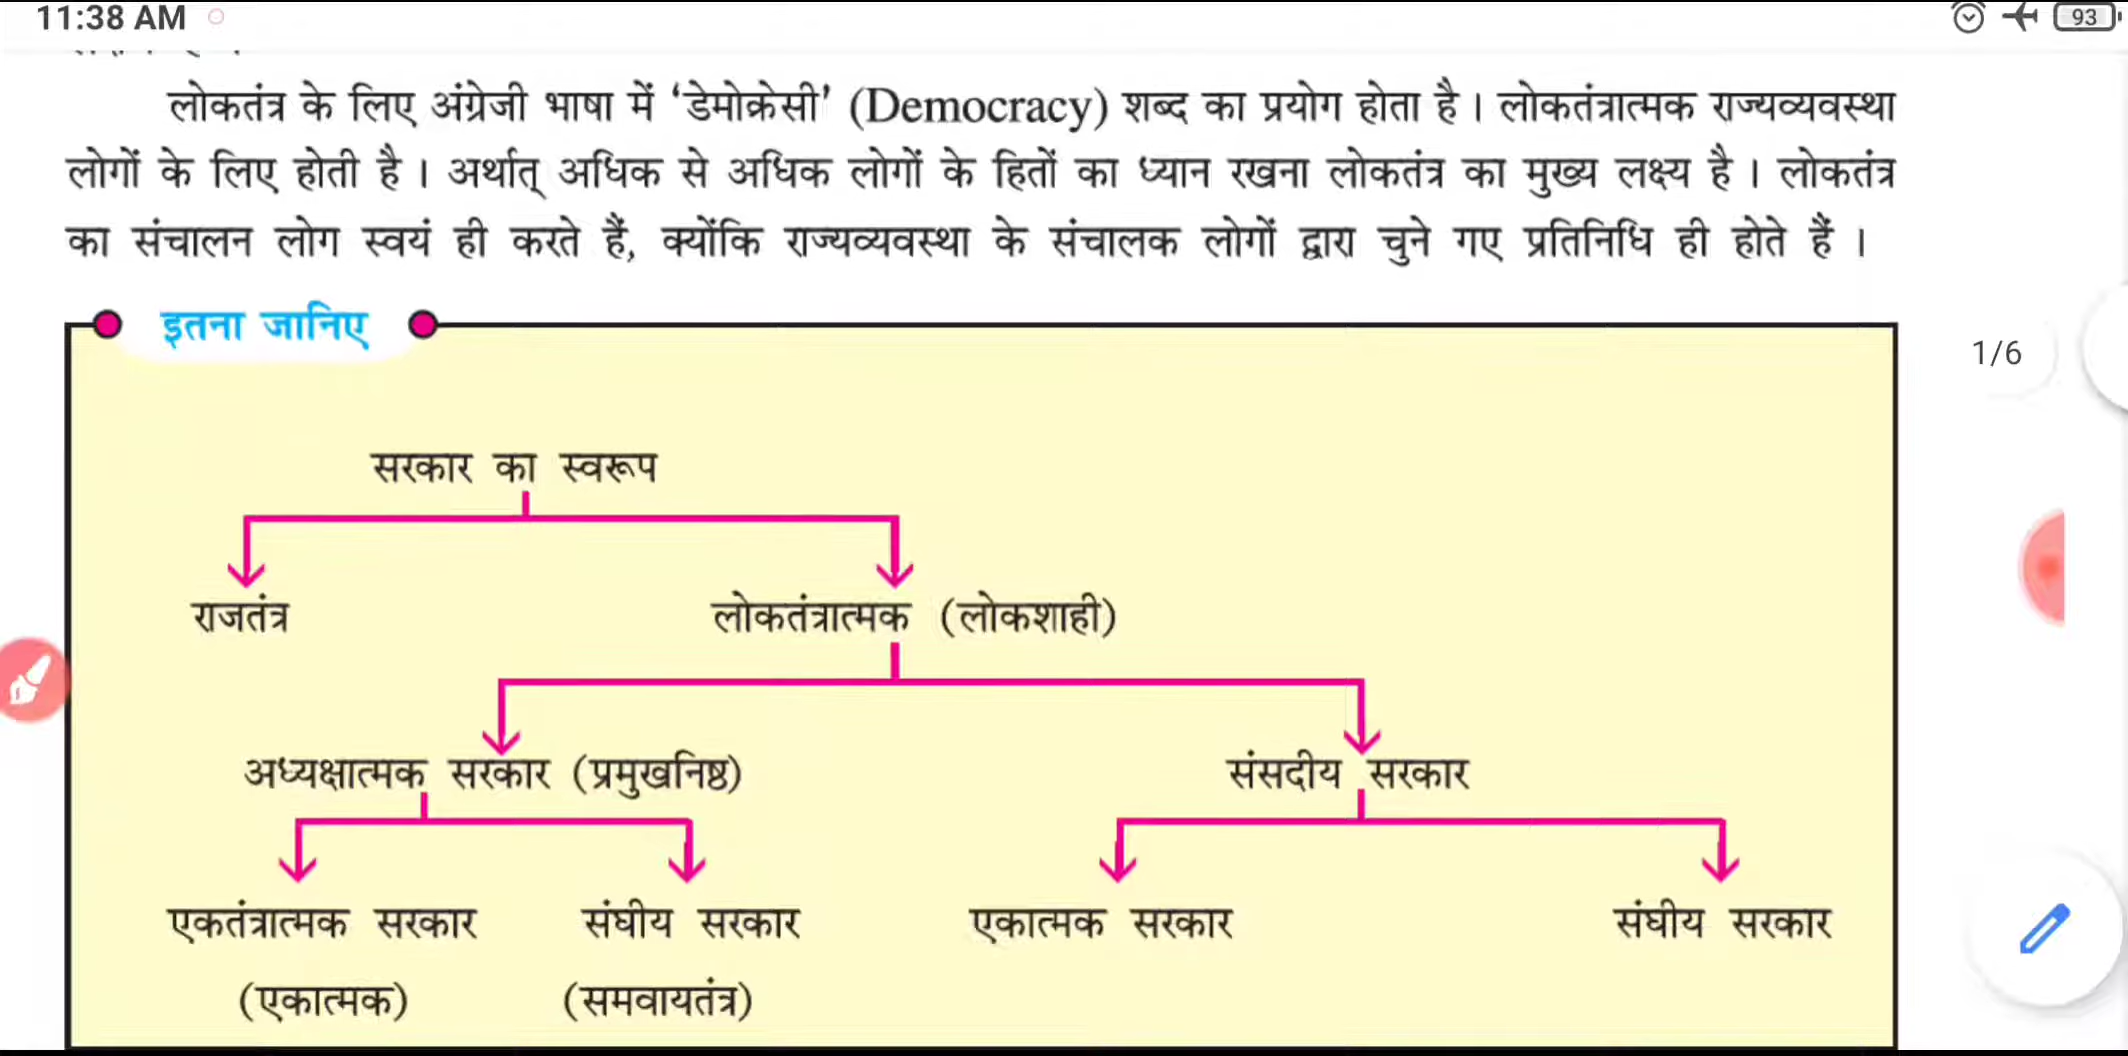 11:38 AM
93
लोकतंत्र के लिए अंग्रेजी भाषा में ‘डेमोक्रेसी’ (Democracy) शब्द का प्रयोग होता है । लोकतंत्रात्मक राज्यव्यवस्था
लोगों के लिए होती है । अर्थात् अधिक से अधिक लोगों के हितों का ध्यान रखना लोकतंत्र का मुख्य लक्ष्य है । लोकतंत्र
का संचालन लोग स्वयं ही करते हैं, क्योंकि राज्यव्यवस्था के संचालक लोगों द्वारा चुने गए प्रतिनिधि ही होते हैं ।
इतना जानिए
1/6
सरकार का स्वरूप
राजतंत्र लोकतंत्रात्मक (लोकशाही)
अध्यक्षात्मक सरकार (प्रमुखनिष्ठ) संसदीय सरकार
एकतंत्रात्मक सरकार संघीय सरकार एकात्मक सरकार संघीय सरकार
(एकात्मक) (समवायतंत्र)